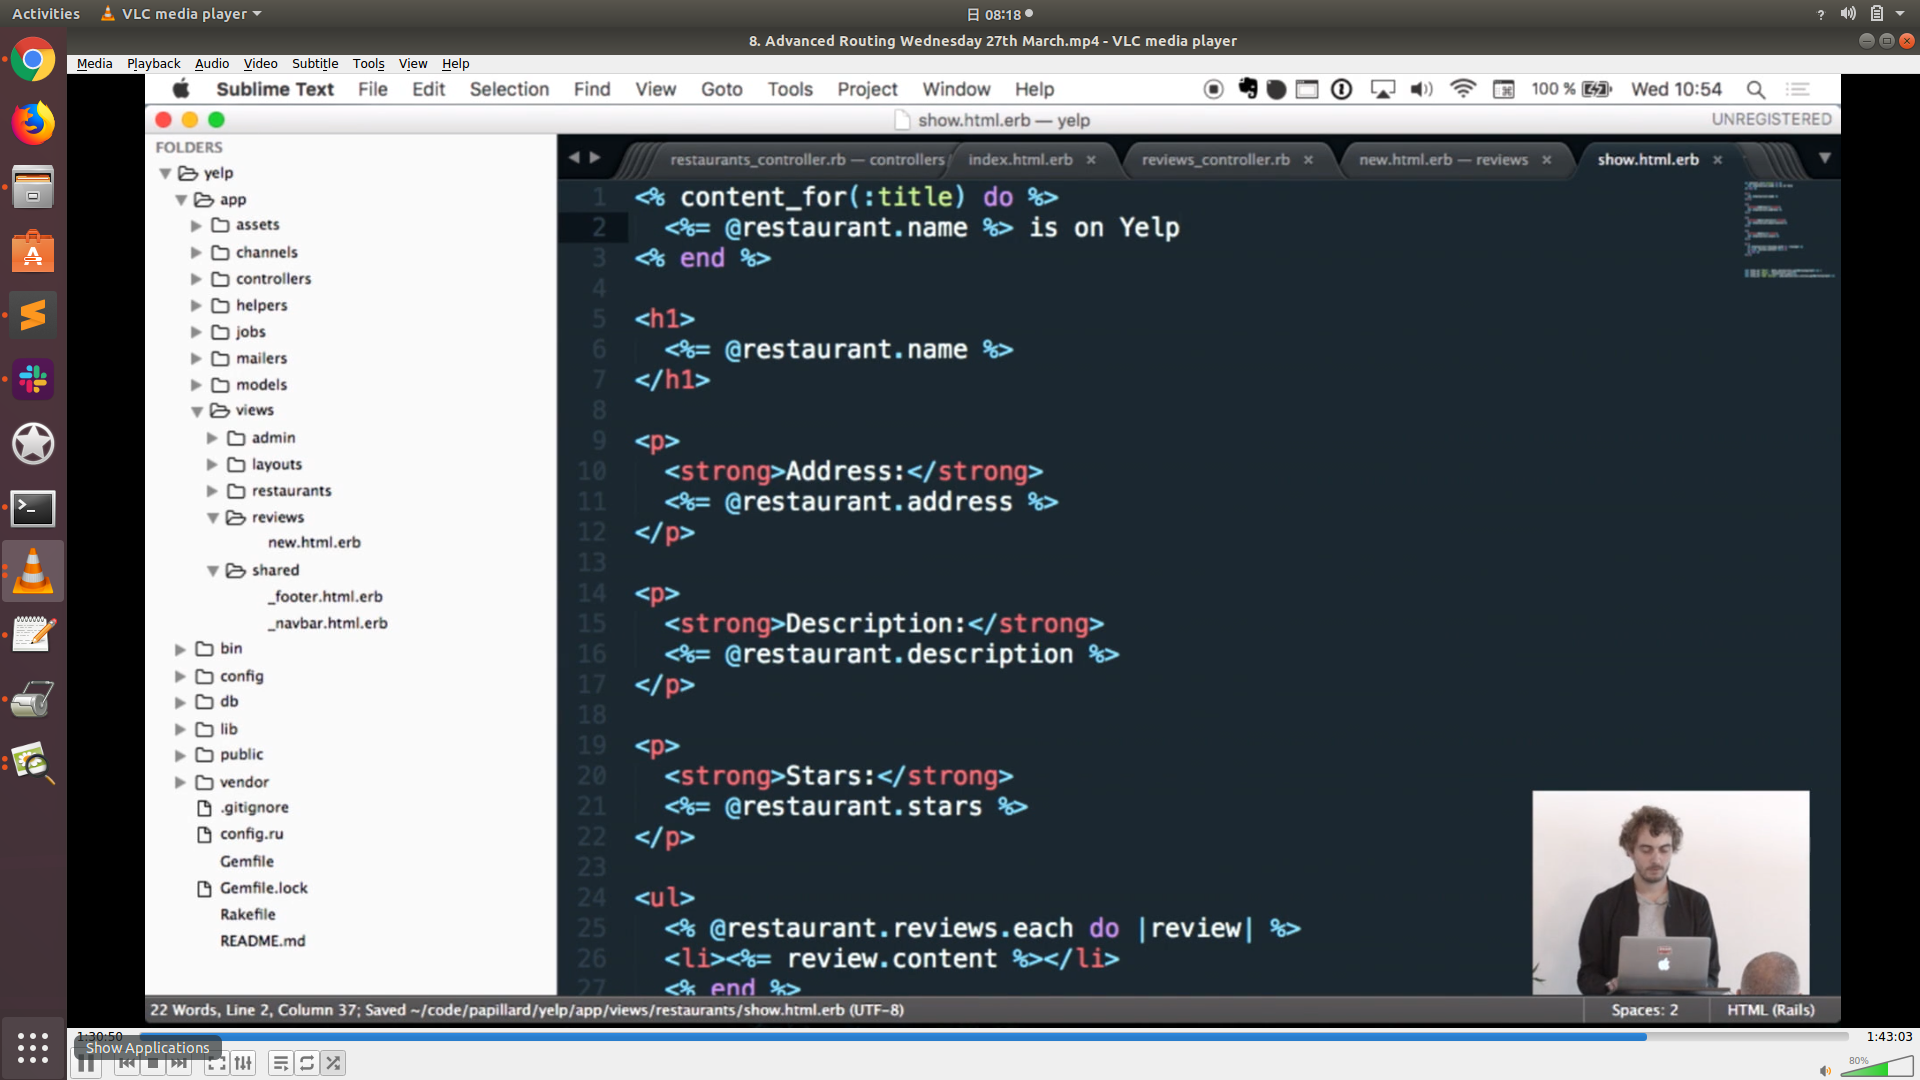 Activities
VLC media player
日 08:18
8. Advanced Routing Wednesday 27th March.mp4 - VLC media player
Media Playback Audio Video Subtitle Tools View Help
Sublime Text File Edit Selection Find View Goto Tools Project Window Help
100 %
Wed 10:54
show.html.erb — yelp
UNREGISTERED
FOLDERS
yelp
app
assets
channels
controllers
helpers
jobs
mailers
models
views
admin
layouts
restaurants
reviews
new.html.erb
shared
_footer.html.erb
_navbar.html.erb
bin
config
db
lib
public
vendor
.gitignore
config.ru
Gemfile
Gemfile.lock
Rakefile
README.md
restaurants_controller.rb — controllers
index.html.erb
reviews_controller.rb
new.html.erb — reviews
show.html.erb
1 <% content_for(:title) do %>
2 <%= @restaurant.name %> is on Yelp
3 <% end %>
4
5 <h1>
6 <%= @restaurant.name %>
7 </h1>
8
9 <p>
10 <strong>Address:</strong>
11 <%= @restaurant.address %>
12 </p>
13
14 <p>
15 <strong>Description:</strong>
16 <%= @restaurant.description %>
17 </p>
18
19 <p>
20 <strong>Stars:</strong>
21 <%= @restaurant.stars %>
22 </p>
23
24 <ul>
25 <% @restaurant.reviews.each do |review| %>
26 <li><%= review.content %></li>
27 <% end %>
22 Words, Line 2, Column 37; Saved ~/code/papillard/yelp/app/views/restaurants/show.html.erb (UTF-8)
Spaces: 2
HTML (Rails)
1:30:50
1:43:03
Show Applications
80%